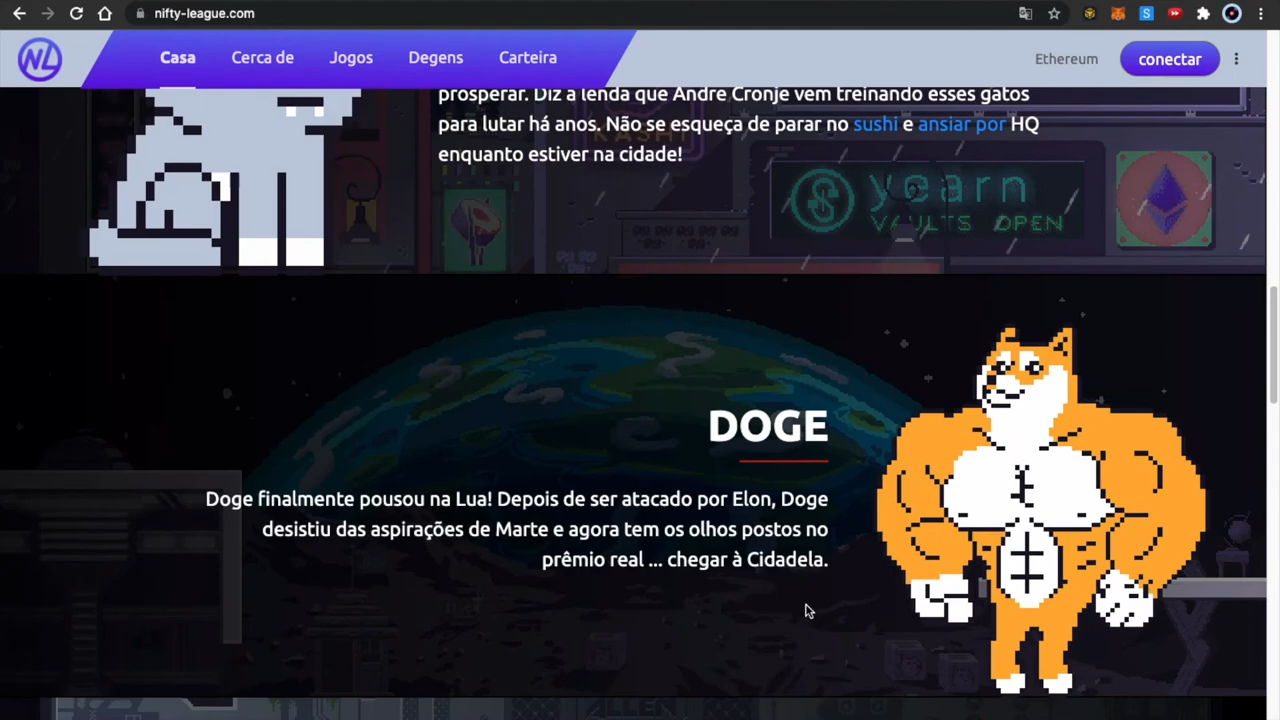 nifty-league.com
NL
Casa
Cerca de
Jogos
Degens
Carteira
Ethereum
conectar
prosperar. Diz a lenda que Andre Cronje vem treinando esses gatos
para lutar há anos. Não se esqueça de parar no sushi e ansiar por HQ
enquanto estiver na cidade!
KASHI
yearn
VAULTS OPEN
DOGE
Doge finalmente pousou na Lua! Depois de ser atacado por Elon, Doge
desistiu das aspirações de Marte e agora tem os olhos postos no
prêmio real ... chegar à Cidadela.